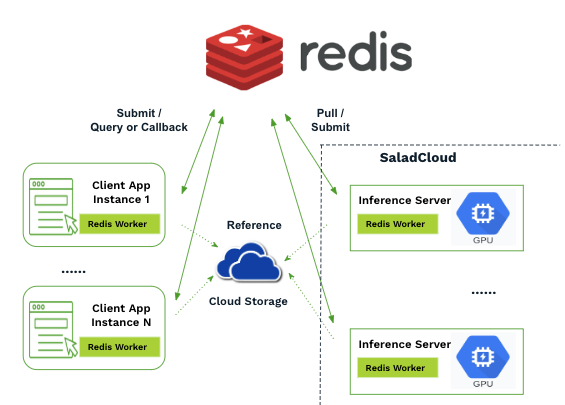 redis
Submit /
Query or Callback
Pull /
Submit
SaladCloud
Client App
Instance 1
Redis Worker
Inference Server
Redis Worker
GPU
Reference
Cloud Storage
......
......
Client App
Instance N
Redis Worker
Inference Server
Redis Worker
GPU